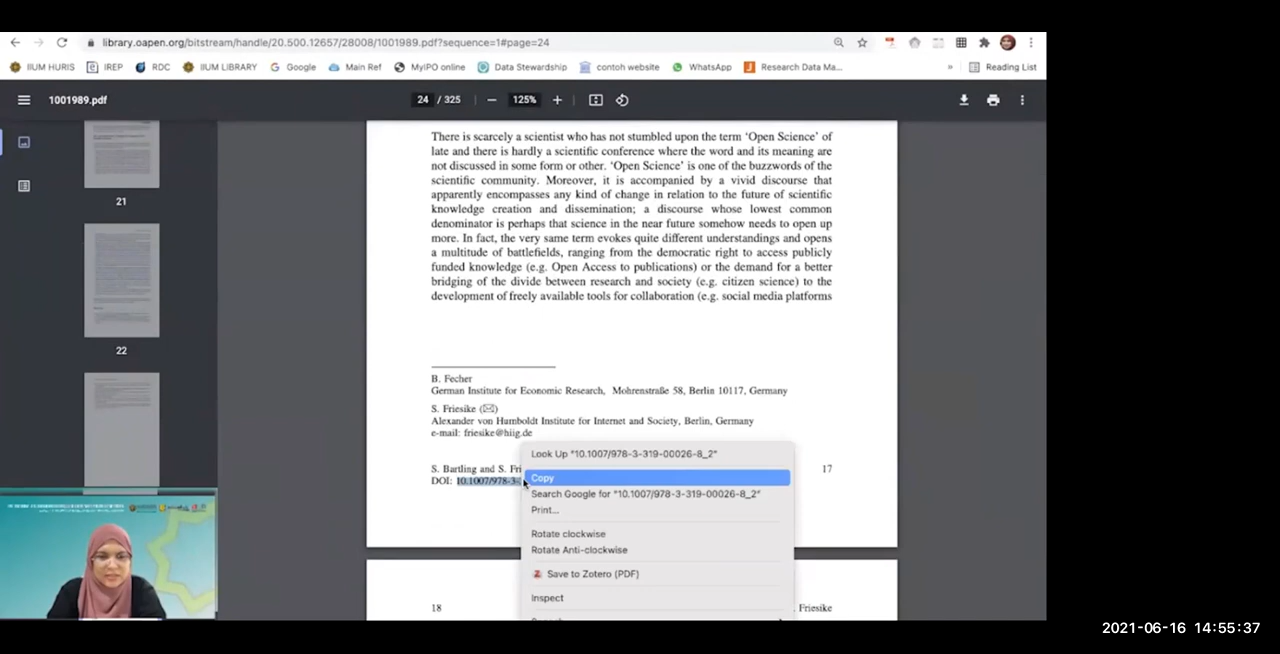 library.oapen.org/bitstream/handle/20.500.12657/28008/1001989.pdf?sequence=1#page=24
IIUM HURIS IREP RDC IIUM LIBRARY Google Main Ref MyIPO online Data Stewardship contoh website WhatsApp Research Data Ma... » Reading List
1001989.pdf 24 / 325 125%
There is scarcely a scientist who has not stumbled upon the term ‘Open Science’ of
late and there is hardly a scientific conference where the word and its meaning are
not discussed in some form or other. ‘Open Science’ is one of the buzzwords of the
scientific community. Moreover, it is accompanied by a vivid discourse that
apparently encompasses any kind of change in relation to the future of scientific
knowledge creation and dissemination; a discourse whose lowest common
denominator is perhaps that science in the near future somehow needs to open up
more. In fact, the very same term evokes quite different understandings and opens
a multitude of battlefields, ranging from the democratic right to access publicly
funded knowledge (e.g. Open Access to publications) or the demand for a better
bridging of the divide between research and society (e.g. citizen science) to the
development of freely available tools for collaboration (e.g. social media platforms
21
22
B. Fecher
German Institute for Economic Research, Mohrenstraße 58, Berlin 10117, Germany
S. Friesike (✉)
Alexander von Humboldt Institute for Internet and Society, Berlin, Germany
e-mail: friesike@hiig.de
S. Bartling and S. Fri 17
DOI: 10.1007/978-3-
Look Up "10.1007/978-3-319-00026-8_2"
Copy
Search Google for "10.1007/978-3-319-00026-8_2"
Print...
Rotate clockwise
Rotate Anti-clockwise
Save to Zotero (PDF)
Inspect
18 Friesike
2021-06-16 14:55:37